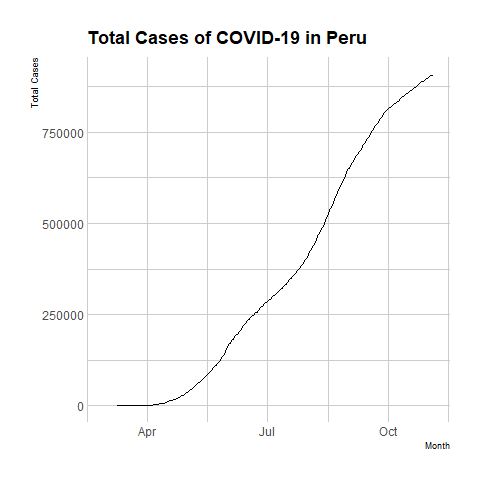 Total Cases of COVID-19 in Peru
Total Cases
750000
500000
250000
0
Apr Jul Oct
Month